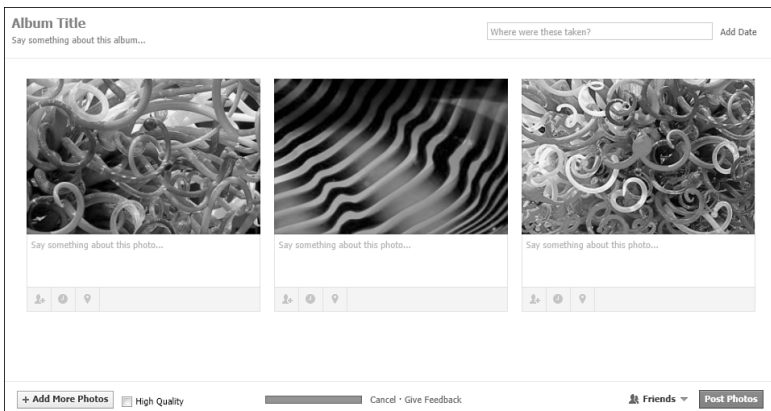 Album Title
Say something about this album...
Where were these taken?
Add Date
Say something about this photo...
Say something about this photo...
Say something about this photo...
+ Add More Photos
High Quality
Cancel · Give Feedback
Friends
Post Photos